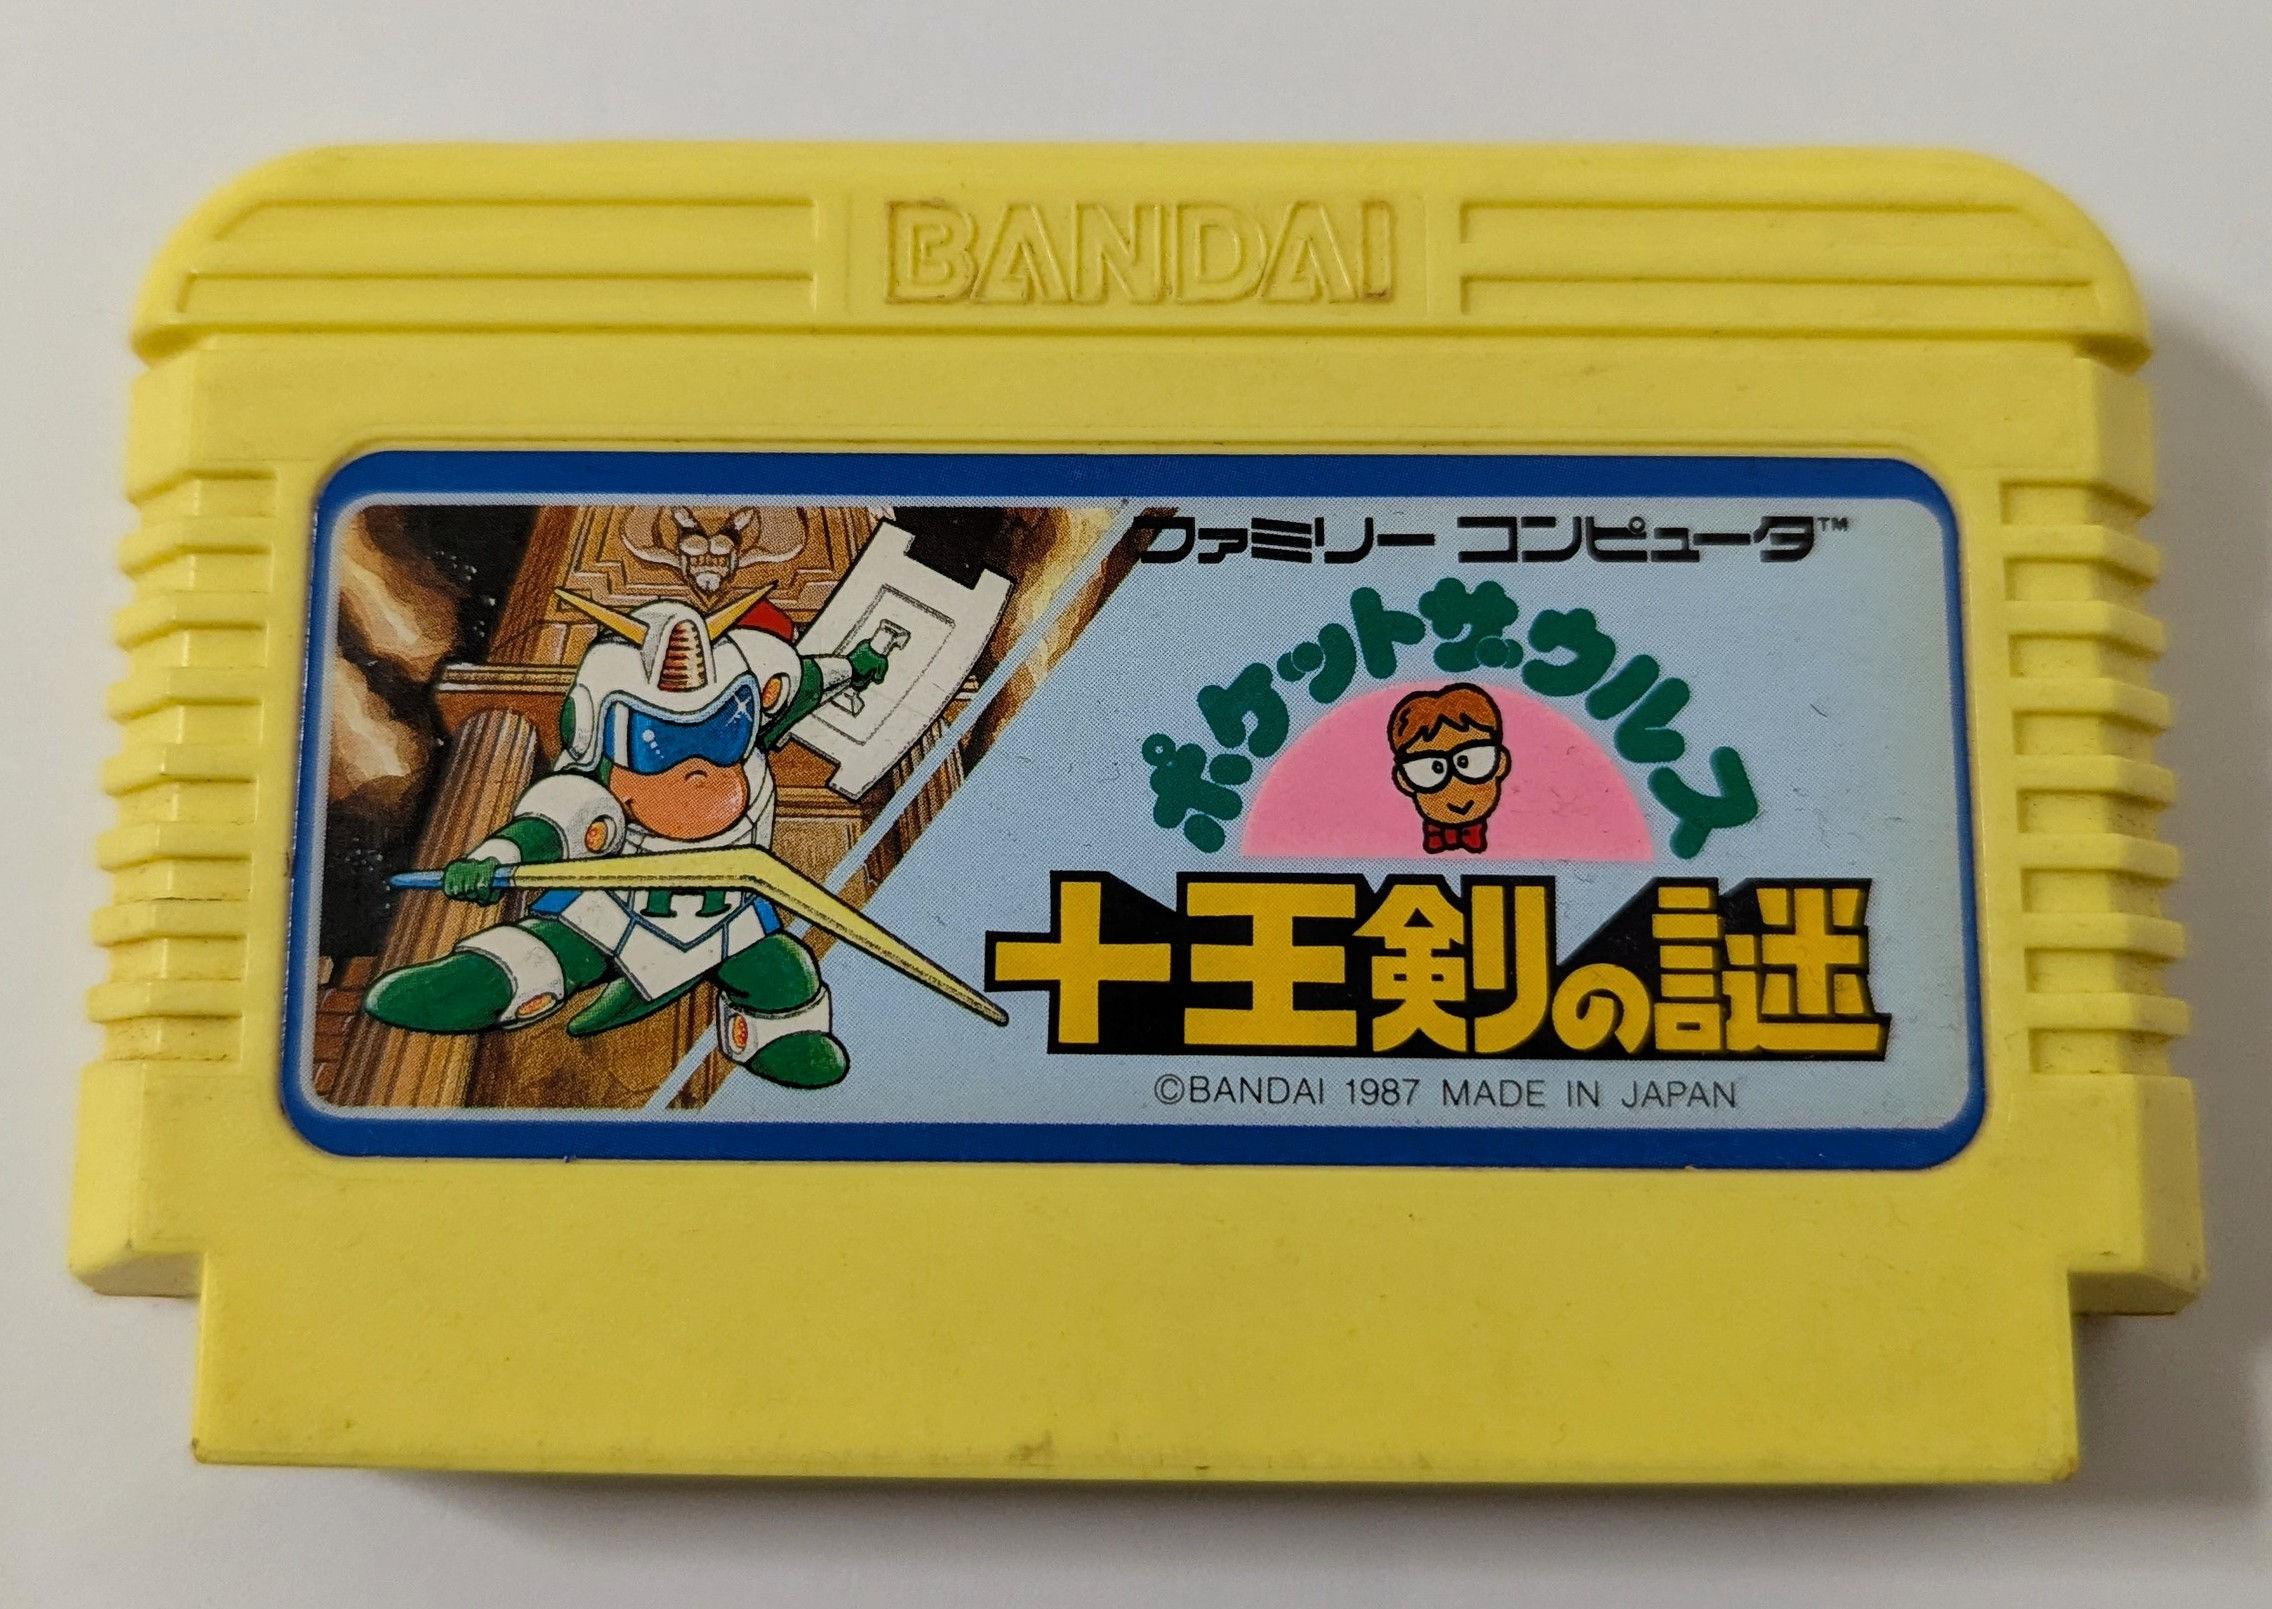 BANDAI
ファミリー コンピュータ™
ポケットザウルス
十王剣の謎
©BANDAI 1987 MADE IN JAPAN
H